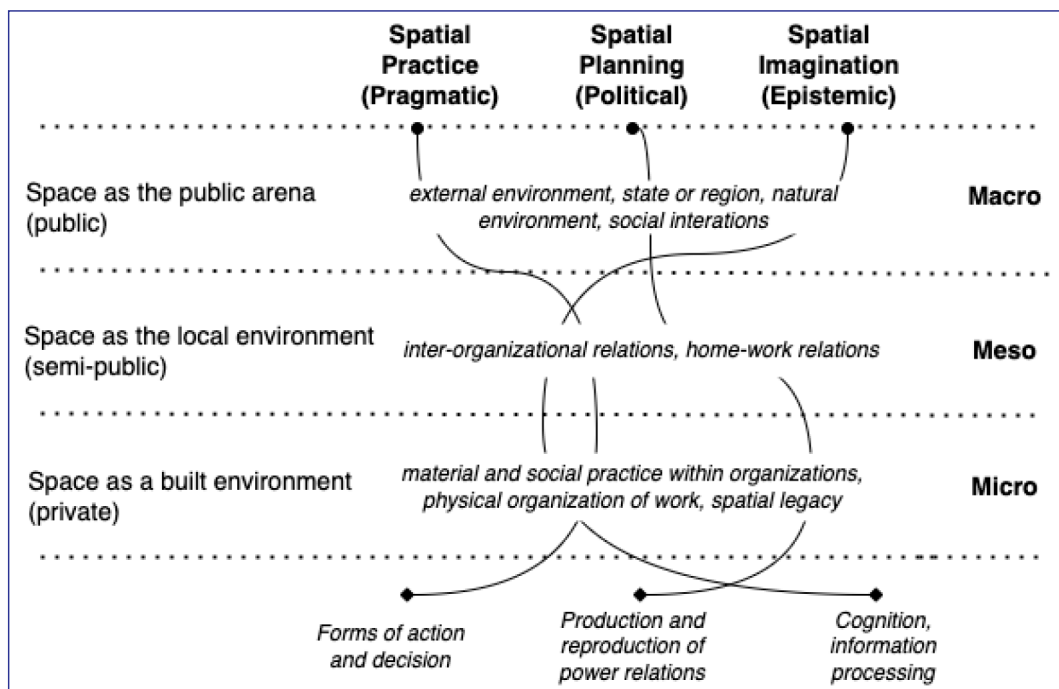 Spatial
Practice
(Pragmatic)
Spatial
Planning
(Political)
Spatial
Imagination
(Epistemic)
Space as the public arena
(public)
external environment, state or region, natural
environment, social interations
Macro
Space as the local environment
(semi-public)
inter-organizational relations, home-work relations
Meso
Space as a built environment
(private)
material and social practice within organizations,
physical organization of work, spatial legacy
Micro
Forms of action
and decision
Production and
reproduction of
power relations
Cognition,
information
processing